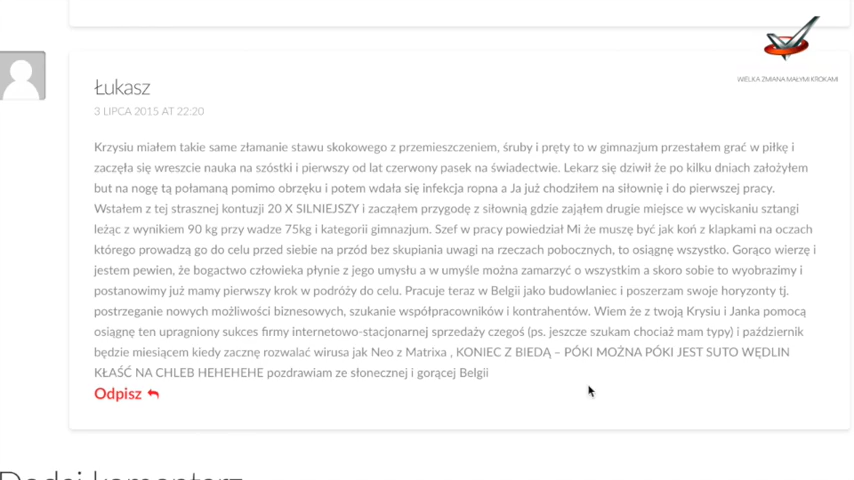 WIELKA ZMIANA MAŁYMI KROKAMI
Łukasz
3 LIPCA 2015 AT 22:20
Krzysiu miałem takie same złamanie stawu skokowego z przemieszczeniem, śruby i pręty to w gimnazjum przestałem grać w piłkę i
zaczęła się wreszcie nauka na szóstki i pierwszy od lat czerwony pasek na świadectwie. Lekarz się dziwił że po kilku dniach założyłem
but na nogę tą połamaną pomimo obrzęku i potem wdała się infekcja ropna a Ja już chodziłem na siłownię i do pierwszej pracy.
Wstałem z tej strasznej kontuzji 20 X SILNIEJSZY i zacząłem przygodę z siłownią gdzie zająłem drugie miejsce w wyciskaniu sztangi
leżąc z wynikiem 90 kg przy wadze 75kg i kategorii gimnazjum. Szef w pracy powiedział Mi że muszę być jak koń z klapkami na oczach
którego prowadzą go do celu przed siebie na przód bez skupiania uwagi na rzeczach pobocznych, to osiągnę wszystko. Gorąco wierzę i
jestem pewien, że bogactwo człowieka płynie z jego umysłu a w umyśle można zamarzyć o wszystkim a skoro sobie to wyobrazimy i
postanowimy już mamy pierwszy krok w podróży do celu. Pracuje teraz w Belgii jako budowlaniec i poszerzam swoje horyzonty tj.
postrzeganie nowych możliwości biznesowych, szukanie współpracowników i kontrahentów. Wiem że z twoją Krysiu i Janka pomocą
osiągnę ten upragniony sukces firmy internetowo-stacjonarnej sprzedaży czegoś (ps. jeszcze szukam chociaż mam typy) i październik
będzie miesiącem kiedy zacznę rozwalać wirusa jak Neo z Matrixa , KONIEC Z BIEDĄ – PÓKI MOŻNA PÓKI JEST SUTO WĘDLIN
KŁAŚĆ NA CHLEB HEHEHEHE pozdrawiam ze słonecznej i gorącej Belgii
Odpisz
Dodaj komentarz